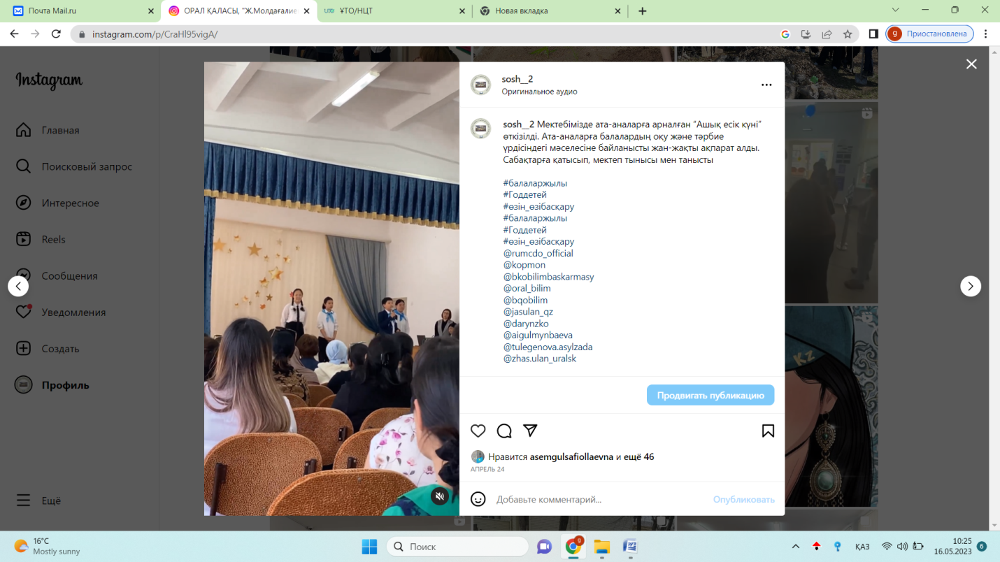 Почта Mail.ru
ОРАЛ ҚАЛАСЫ, "Ж.Молдағалие
ҰТО/НЦТ
Новая вкладка
instagram.com/p/CraHl95vigA/
g Приостановлена
Instagram
Главная
Поисковый запрос
Интересное
Reels
Сообщения
Уведомления
Создать
Профиль
Ещё
sosh__2
Оригинальное аудио
sosh__2 Мектебімізде ата-аналарға арналған “Ашық есік күні”
өткізілді. Ата-аналарға балалардың оқу және тәрбие
үрдісіндегі мәселесіне байланысты жан-жақты ақпарат алды.
Сабақтарға қатысып, мектеп тынысы мен танысты
#балаларжылы
#Годдетей
#өзін_өзібасқару
#балаларжылы
#Годдетей
#өзін_өзібасқару
@rumcdo_official
@kopmon
@bkobilimbaskarmasy
@oral_bilim
@bqobilim
@jasulan_qz
@darynzko
@aigulmynbaeva
@tulegenova.asylzada
@zhas.ulan_uralsk
Продвигать публикацию
Нравится asemgulsafiollaevna и ещё 46
АПРЕЛЬ 24
Добавьте комментарий...
Опубликовать
KZ
16°C
Mostly sunny
Поиск
g
ҚАЗ
10:25
16.05.2023
6